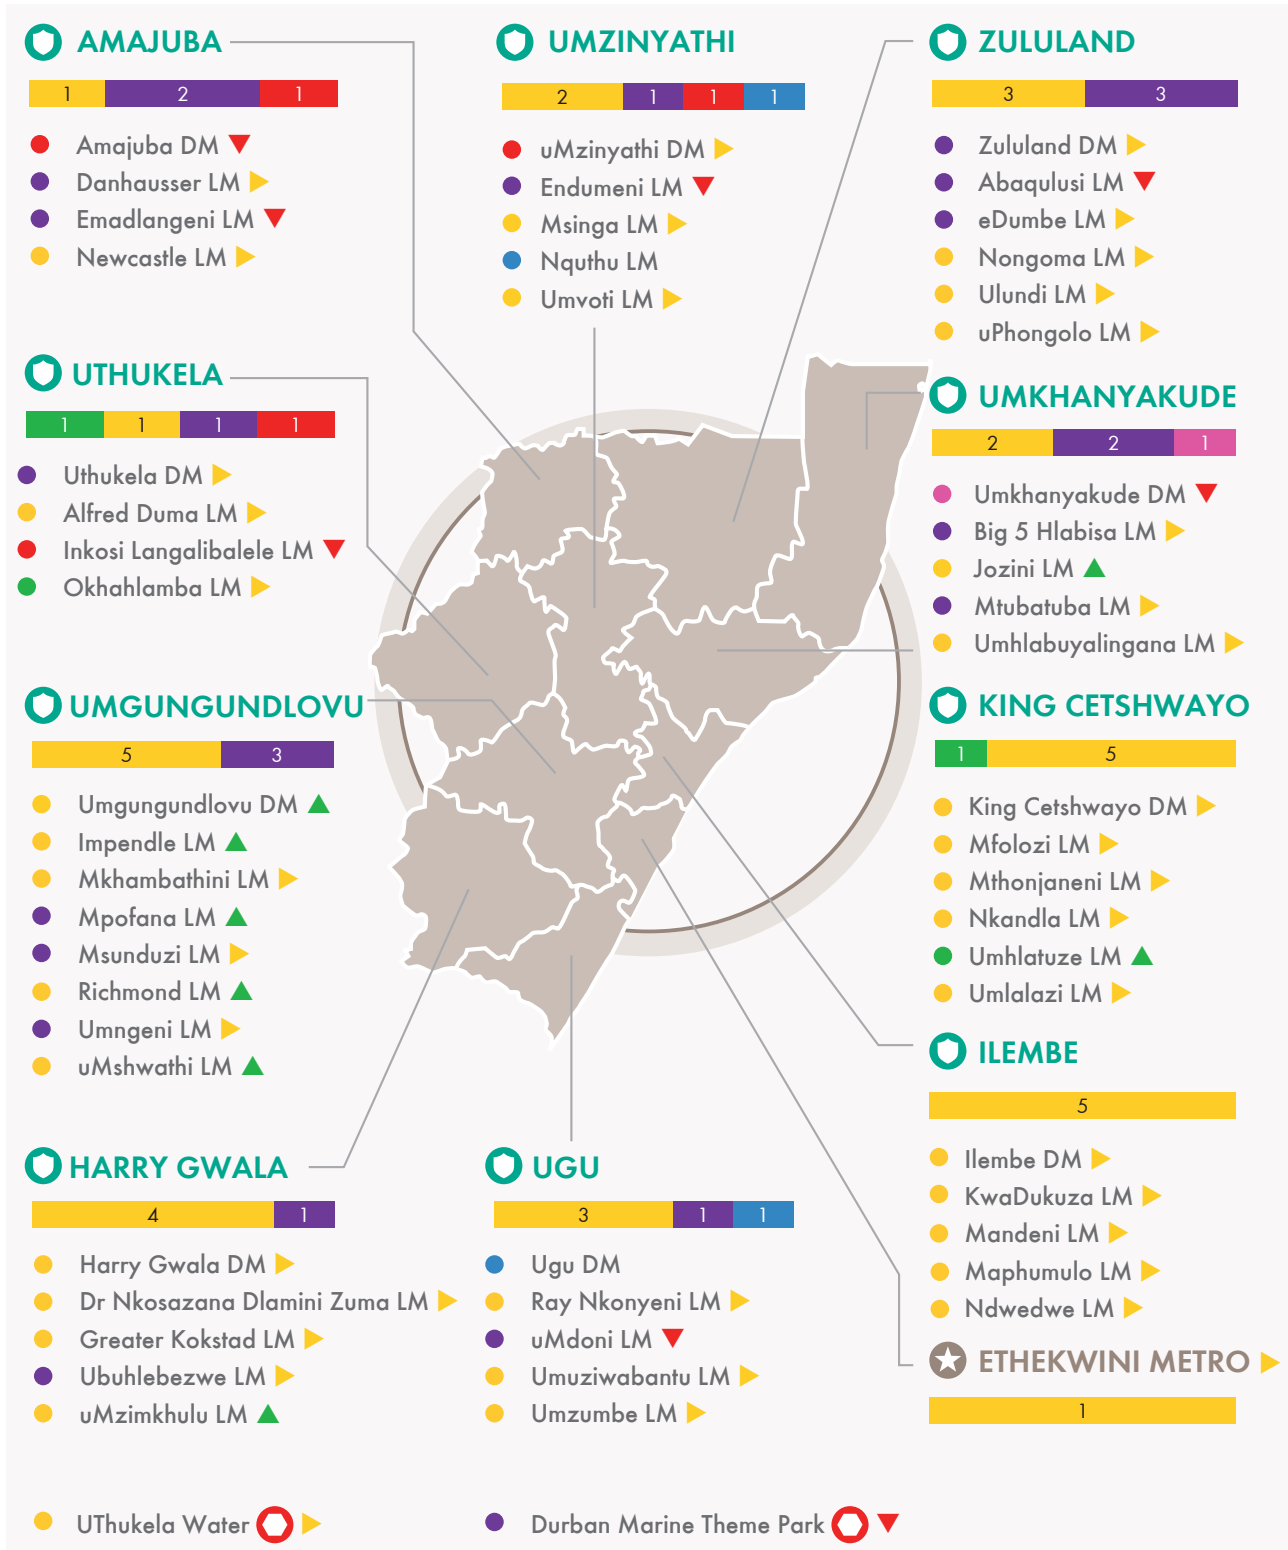 AMAJUBA
1 2 1
Amajuba DM
Danhausser LM
Emadlangeni LM
Newcastle LM
UMZINYATHI
2 1 1 1
uMzinyathi DM
Endumeni LM
Msinga LM
Nquthu LM
Umvoti LM
ZULULAND
3 3
Zululand DM
Abaqulusi LM
eDumbe LM
Nongoma LM
Ulundi LM
uPhongolo LM
UTHUKELA
1 1 1 1
Uthukela DM
Alfred Duma LM
Inkosi Langalibalele LM
Okhahlamba LM
UMKHANYAKUDE
2 2 1
Umkhanyakude DM
Big 5 Hlabisa LM
Jozini LM
Mtubatuba LM
Umhlabuyalingana LM
UMGUNGUNDLOVU
5 3
Umgungundlovu DM
Impendle LM
Mkhambathini LM
Mpofana LM
Msunduzi LM
Richmond LM
Umngeni LM
uMshwathi LM
KING CETSHWAYO
1 5
King Cetshwayo DM
Mfolozi LM
Mthonjaneni LM
Nkandla LM
Umhlatuze LM
Umlalazi LM
ILEMBE
5
Ilembe DM
KwaDukuza LM
Mandeni LM
Maphumulo LM
Ndwedwe LM
HARRY GWALA
4 1
Harry Gwala DM
Dr Nkosazana Dlamini Zuma LM
Greater Kokstad LM
Ubuhlebezwe LM
uMzimkhulu LM
UGU
3 1 1
Ugu DM
Ray Nkonyeni LM
uMdoni LM
Umuziwabantu LM
Umzumbe LM
ETHEKWINI METRO
1
UThukela Water
Durban Marine Theme Park